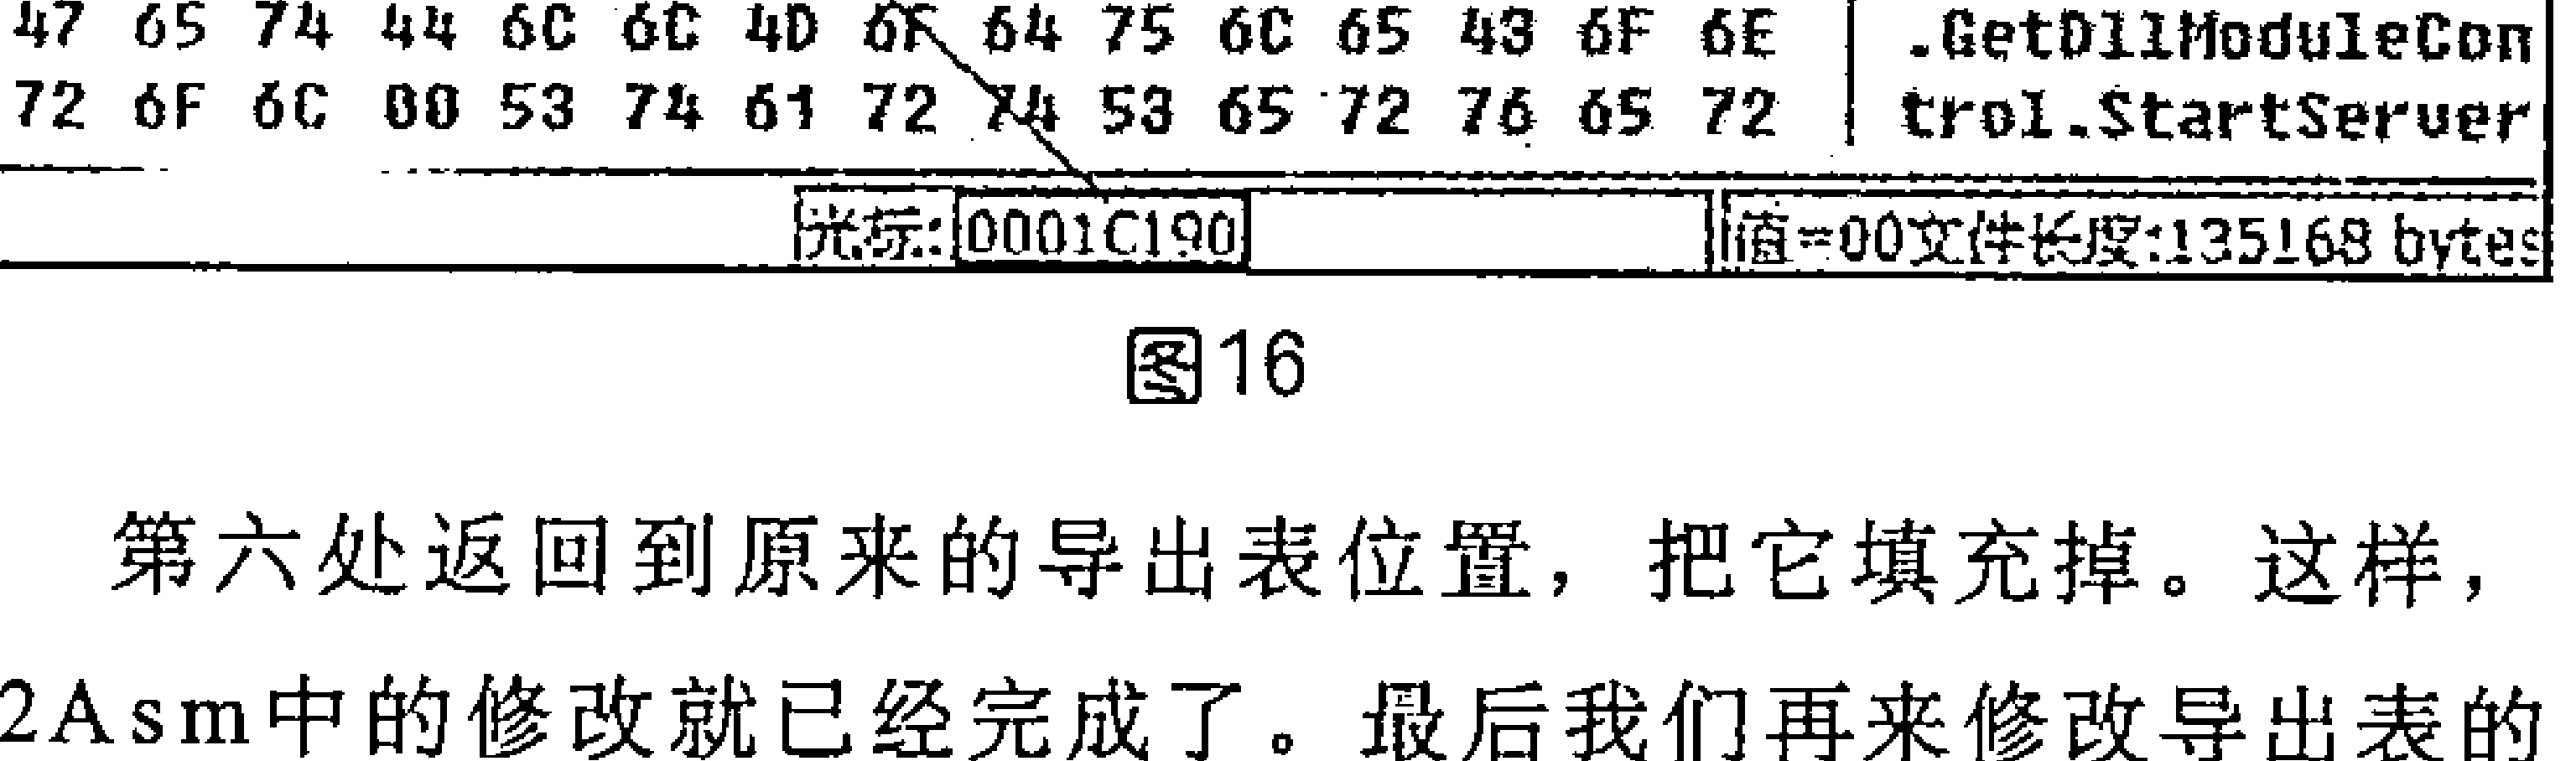 47 65 74 44 6C 6C 4D 6F 64 75 6C 65 43 6F 6E .GetDllModuleCon
72 6F 6C 00 53 74 61 72 74 53 65 72 76 65 72 trol.StartServer
光标: 0001C190 值=00文件长度:135168 bytes
图16
第六处返回到原来的导出表位置，把它填充掉。这样，
2Asm中的修改就已经完成了。最后我们再来修改导出表的